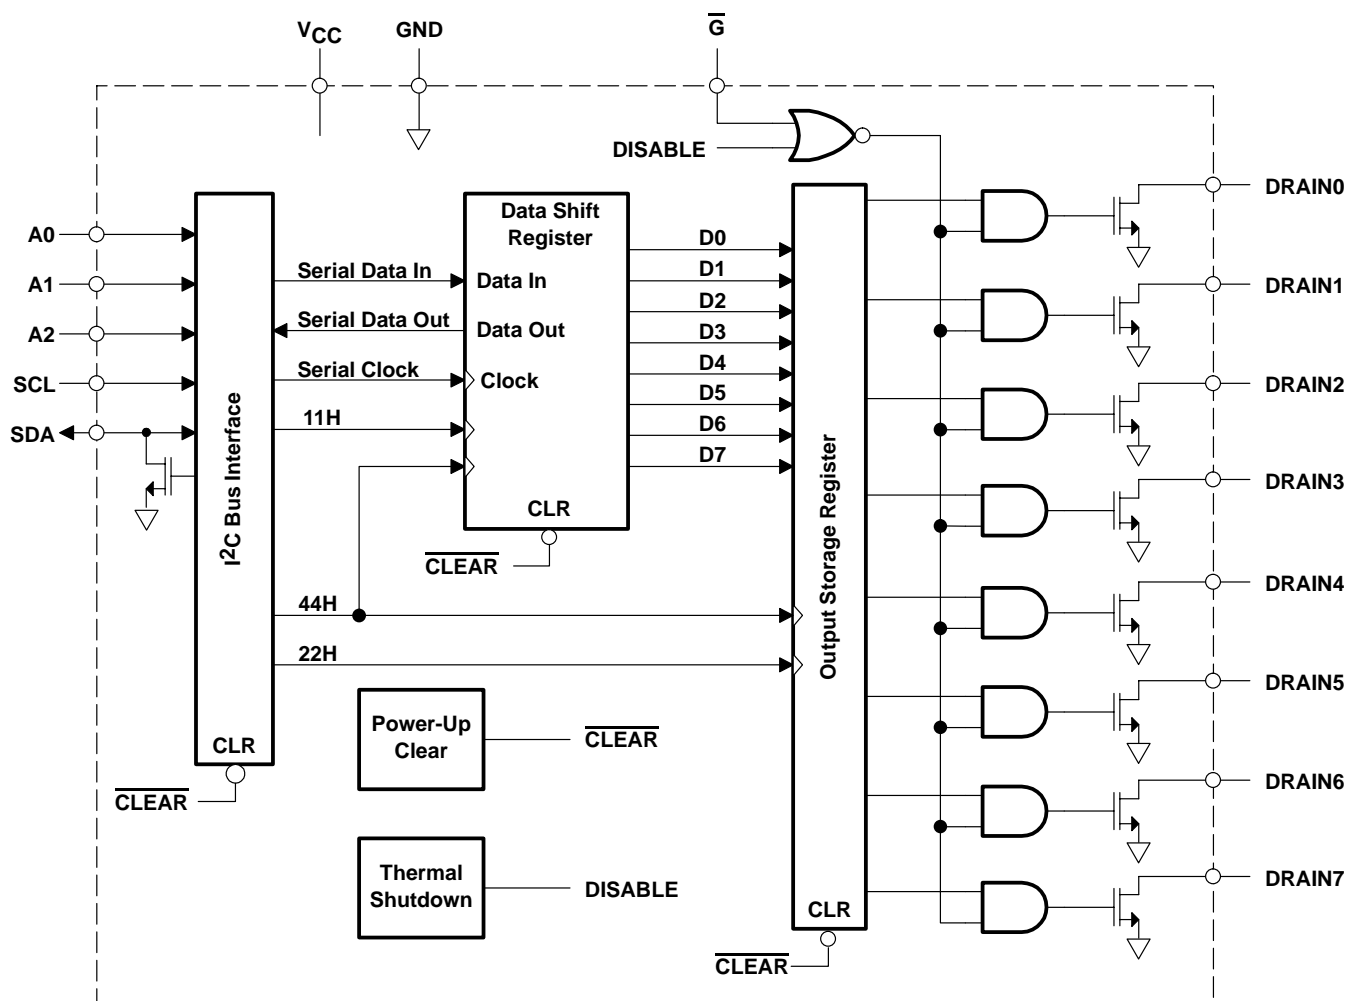 VCC
GND
G
DISABLE
DRAIN0
DRAIN1
DRAIN2
DRAIN3
DRAIN4
DRAIN5
DRAIN6
DRAIN7
A0
A1
A2
SCL
SDA
I2C Bus Interface
CLR
CLEAR
Serial Data In
Serial Data Out
Serial Clock
11H
44H
22H
Data Shift
Register
Data In
Data Out
Clock
CLR
CLEAR
D0
D1
D2
D3
D4
D5
D6
D7
Output Storage Register
CLR
CLEAR
Power-Up
Clear
CLEAR
Thermal
Shutdown
DISABLE